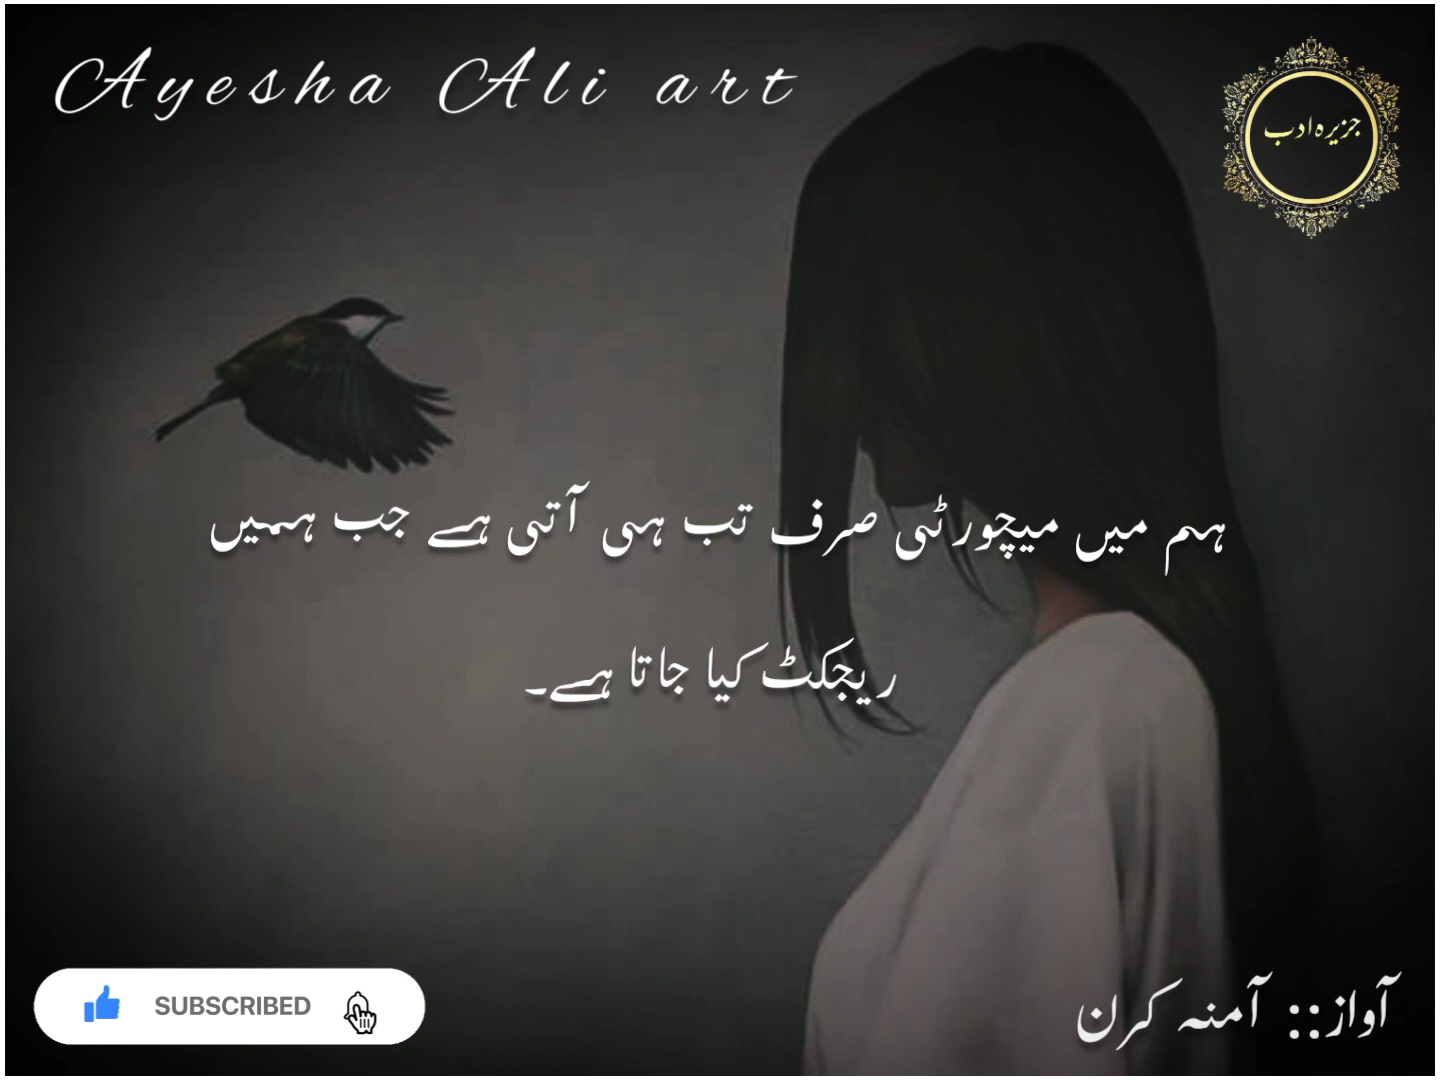 Ayesha Ali art
جزیرہ ادب
ہم میں میچورٹی صرف تب ہی آتی ہے جب ہمیں
ریجکٹ کیا جاتا ہے۔
SUBSCRIBED
آواز:: آمنہ کرن